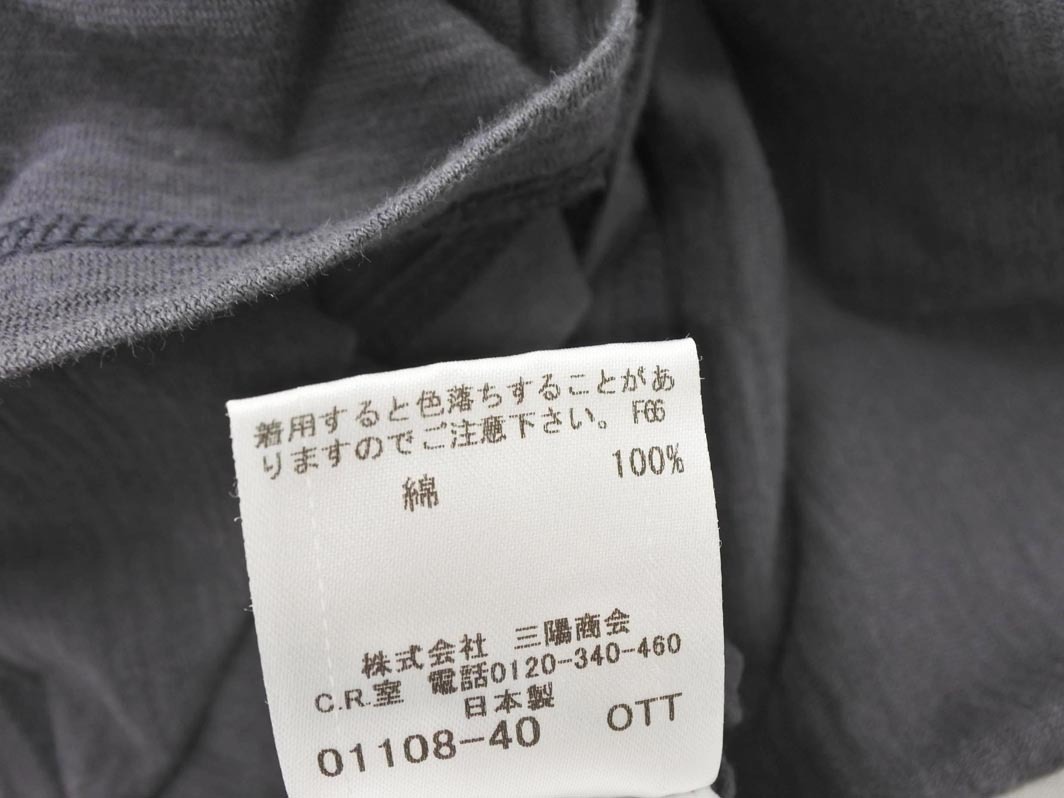 着用すると色落ちすることがあ
りますのでご注意下さい。 F66
綿 100%
株式会社 三陽商会
C.R.室 電話0120-340-460
日本製
01108-40 OTT